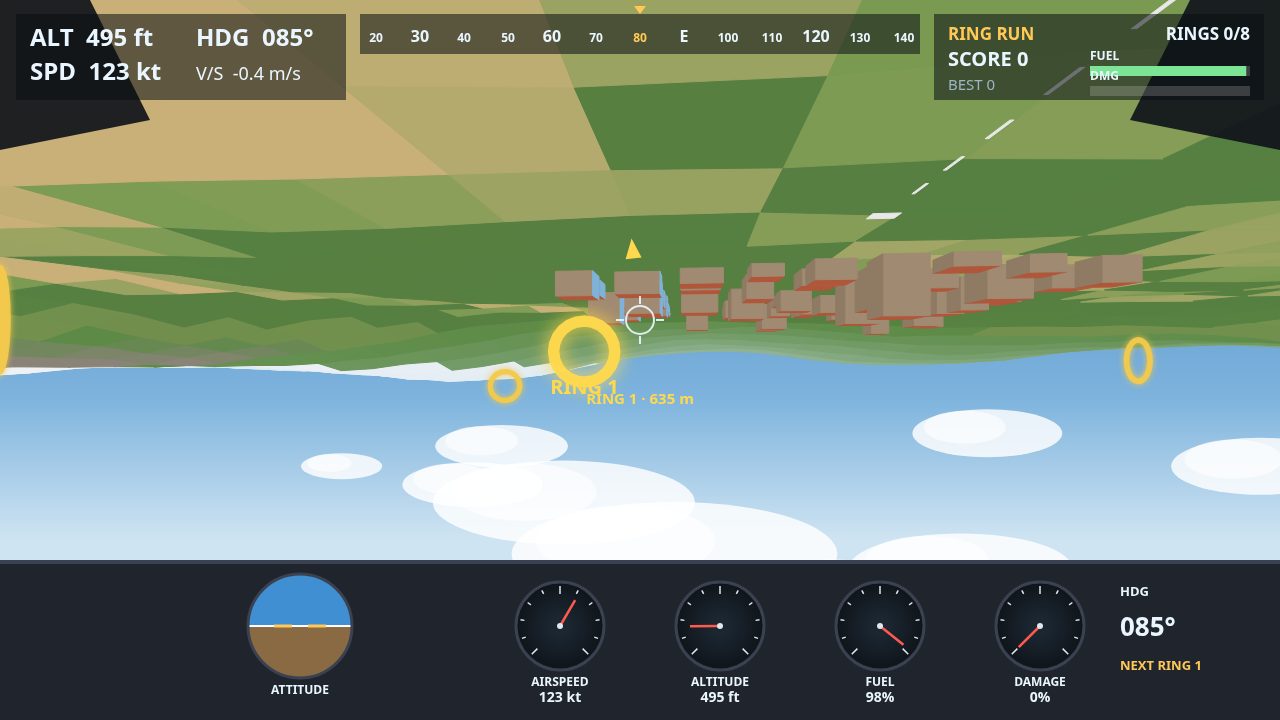 ALT 495 ft HDG 085°
SPD 123 kt V/S -0.4 m/s
20 30 40 50 60 70 80 E 100 110 120 130 140
RING RUN RINGS 0/8
SCORE 0 FUEL
DMG
BEST 0
RING 1
RING 1 · 635 m
ATTITUDE
AIRSPEED
123 kt
ALTITUDE
495 ft
FUEL
98%
DAMAGE
0%
HDG
085°
NEXT RING 1